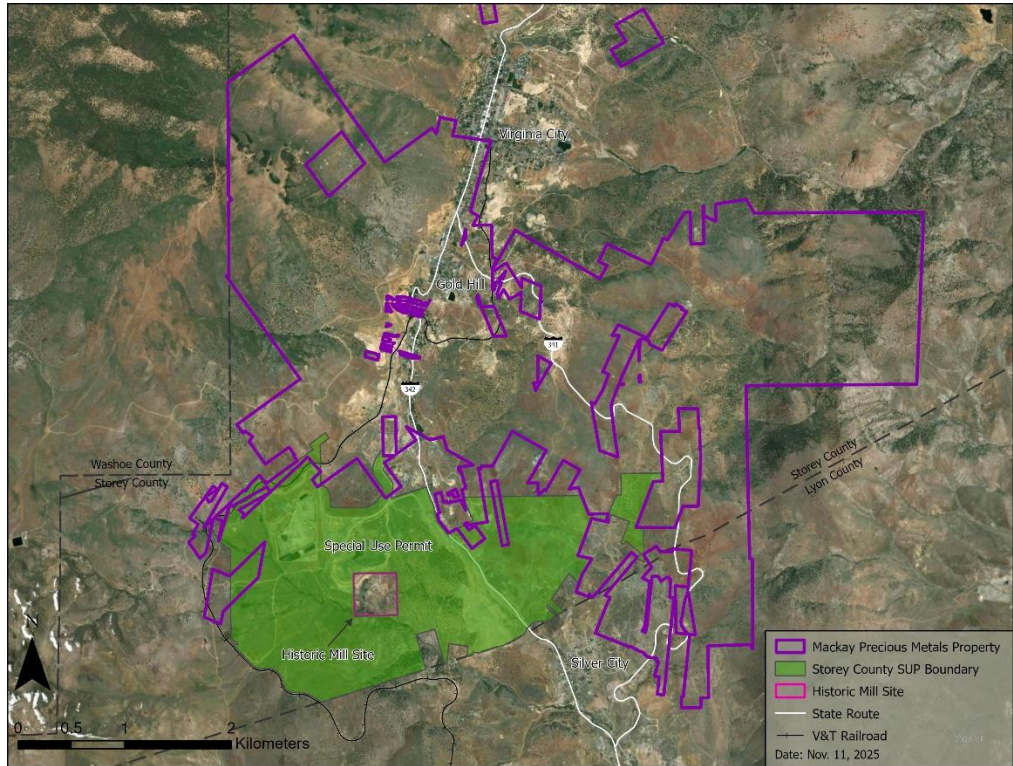 Virginia City
Gold Hill
341
342
Washoe County
Storey County
Storey County
Lyon County
Special Use Permit
Historic Mill Site
Silver City
N
0 0.5 1 2
Kilometers
Mackay Precious Metals Property
Storey County SUP Boundary
Historic Mill Site
State Route
V&T Railroad
Date: Nov. 11, 2025